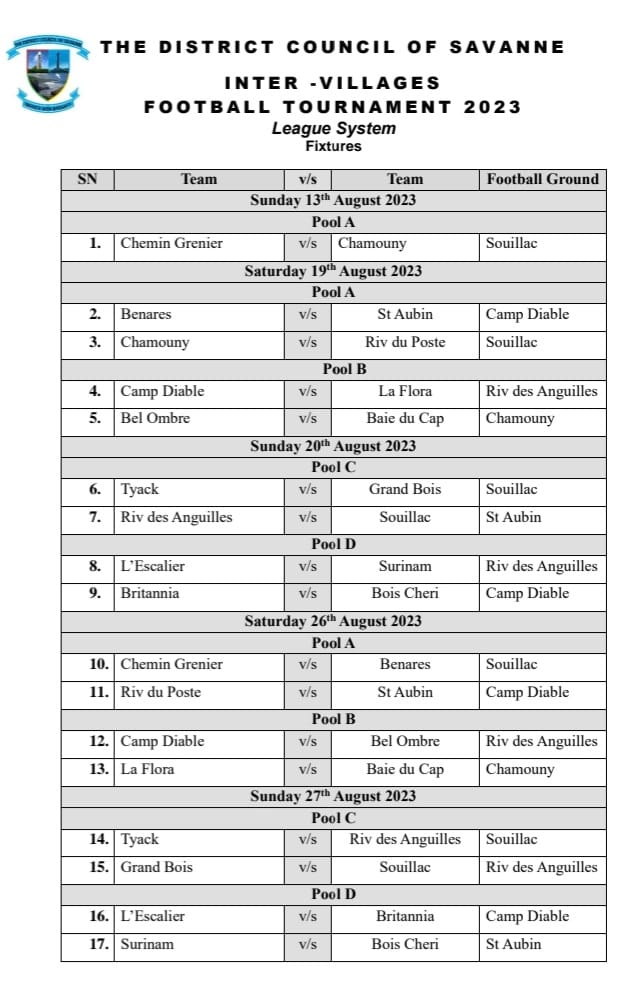 THE DISTRICT COUNCIL OF SAVANNE
INTER -VILLAGES
FOOTBALL TOURNAMENT 2023
League System
Fixtures
SN Team v/s Team Football Ground
Sunday 13th August 2023
Pool A
1. Chemin Grenier v/s Chamouny Souillac
Saturday 19th August 2023
Pool A
2. Benares v/s St Aubin Camp Diable
3. Chamouny v/s Riv du Poste Souillac
Pool B
4. Camp Diable v/s La Flora Riv des Anguilles
5. Bel Ombre v/s Baie du Cap Chamouny
Sunday 20th August 2023
Pool C
6. Tyack v/s Grand Bois Souillac
7. Riv des Anguilles v/s Souillac St Aubin
Pool D
8. L’Escalier v/s Surinam Riv des Anguilles
9. Britannia v/s Bois Cheri Camp Diable
Saturday 26th August 2023
Pool A
10. Chemin Grenier v/s Benares Souillac
11. Riv du Poste v/s St Aubin Camp Diable
Pool B
12. Camp Diable v/s Bel Ombre Riv des Anguilles
13. La Flora v/s Baie du Cap Chamouny
Sunday 27th August 2023
Pool C
14. Tyack v/s Riv des Anguilles Souillac
15. Grand Bois v/s Souillac Riv des Anguilles
Pool D
16. L’Escalier v/s Britannia Camp Diable
17. Surinam v/s Bois Cheri St Aubin